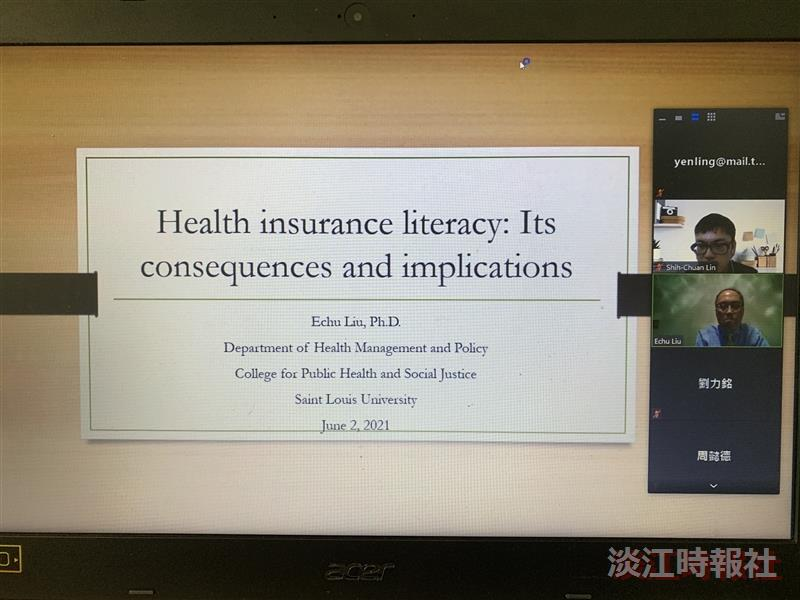 Health insurance literacy: Its
consequences and implications
Echu Liu, Ph.D.
Department of Health Management and Policy
College for Public Health and Social Justice
Saint Louis University
June 2, 2021
yenling@mail.t...
Shih-Chuan Lin
Echu Liu
劉力銘
周懿德
acer
淡江時報社